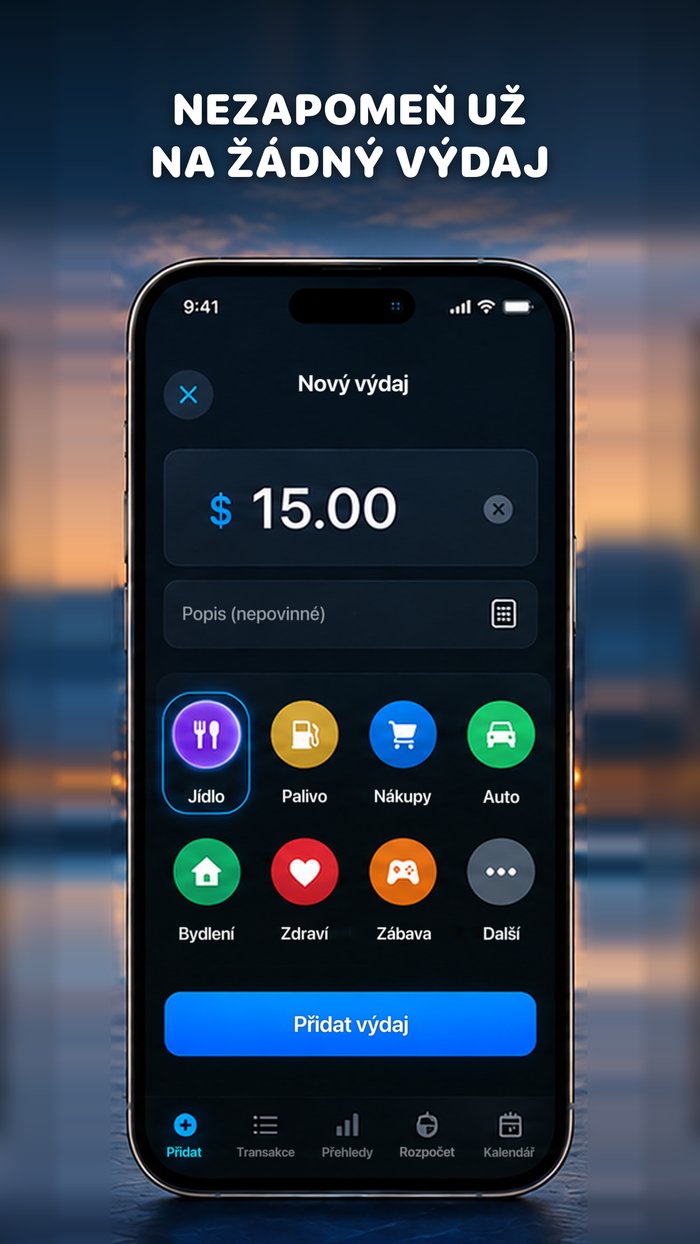 NEZAPOMEŇ UŽ
NA ŽÁDNÝ VÝDAJ
9:41
Nový výdaj
$ 15.00
Popis (nepovinné)
Jídlo Palivo Nákupy Auto
Bydlení Zdraví Zábava Další
Přidat výdaj
Přidat Transakce Přehledy Rozpočet Kalendář